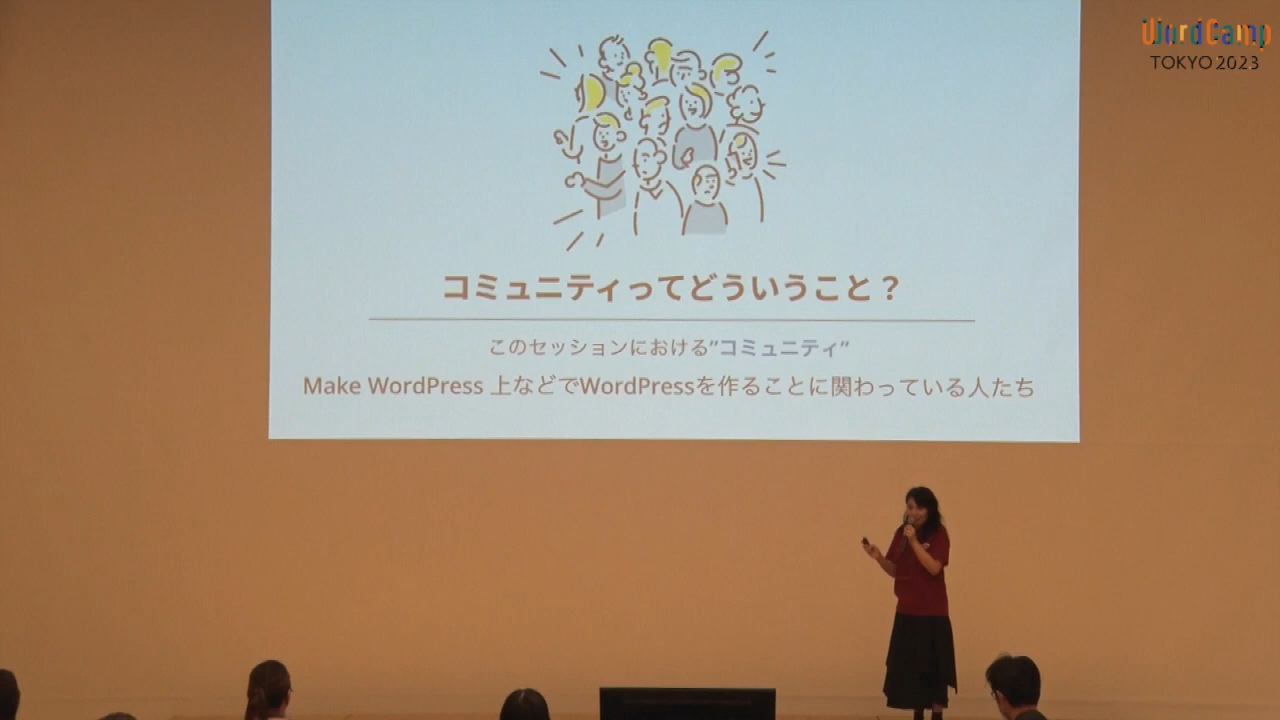 WordCamp
TOKYO 2023
コミュニティってどういうこと？
このセッションにおける”コミュニティ”
Make WordPress 上などでWordPressを作ることに関わっている人たち